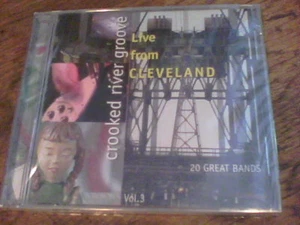 crooked river groove
Live
from
CLEVELAND
20 GREAT BANDS
Vol.3